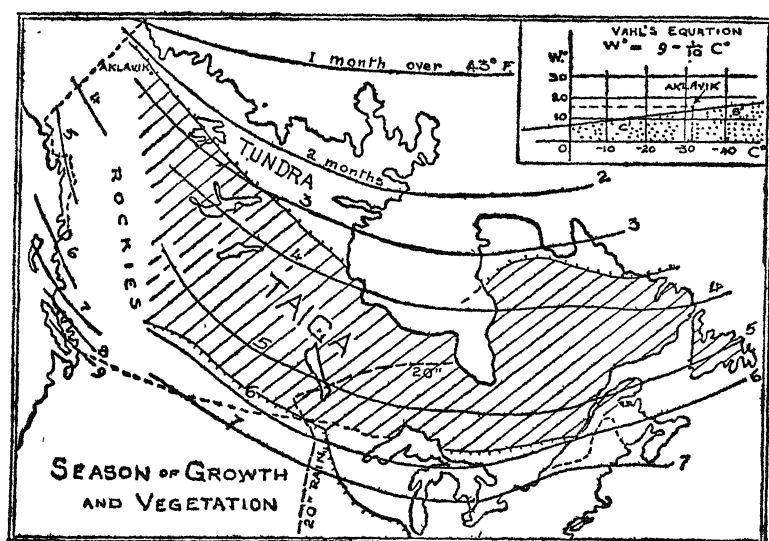 VAHL'S EQUATION
W° = 9 - 1/10 C°
W°
30
20
10
0
AKLAVIK
B
C
-10
-20
-30
-40
C°
1 month over 43° F.
AKLAVIK
TUNDRA
2 months
2
3
3
4
4
5
5
6
6
7
7
4
5
6
7
8
9
ROCKIES
TAIGA
20"
20" RAIN
SEASON OF GROWTH
AND VEGETATION